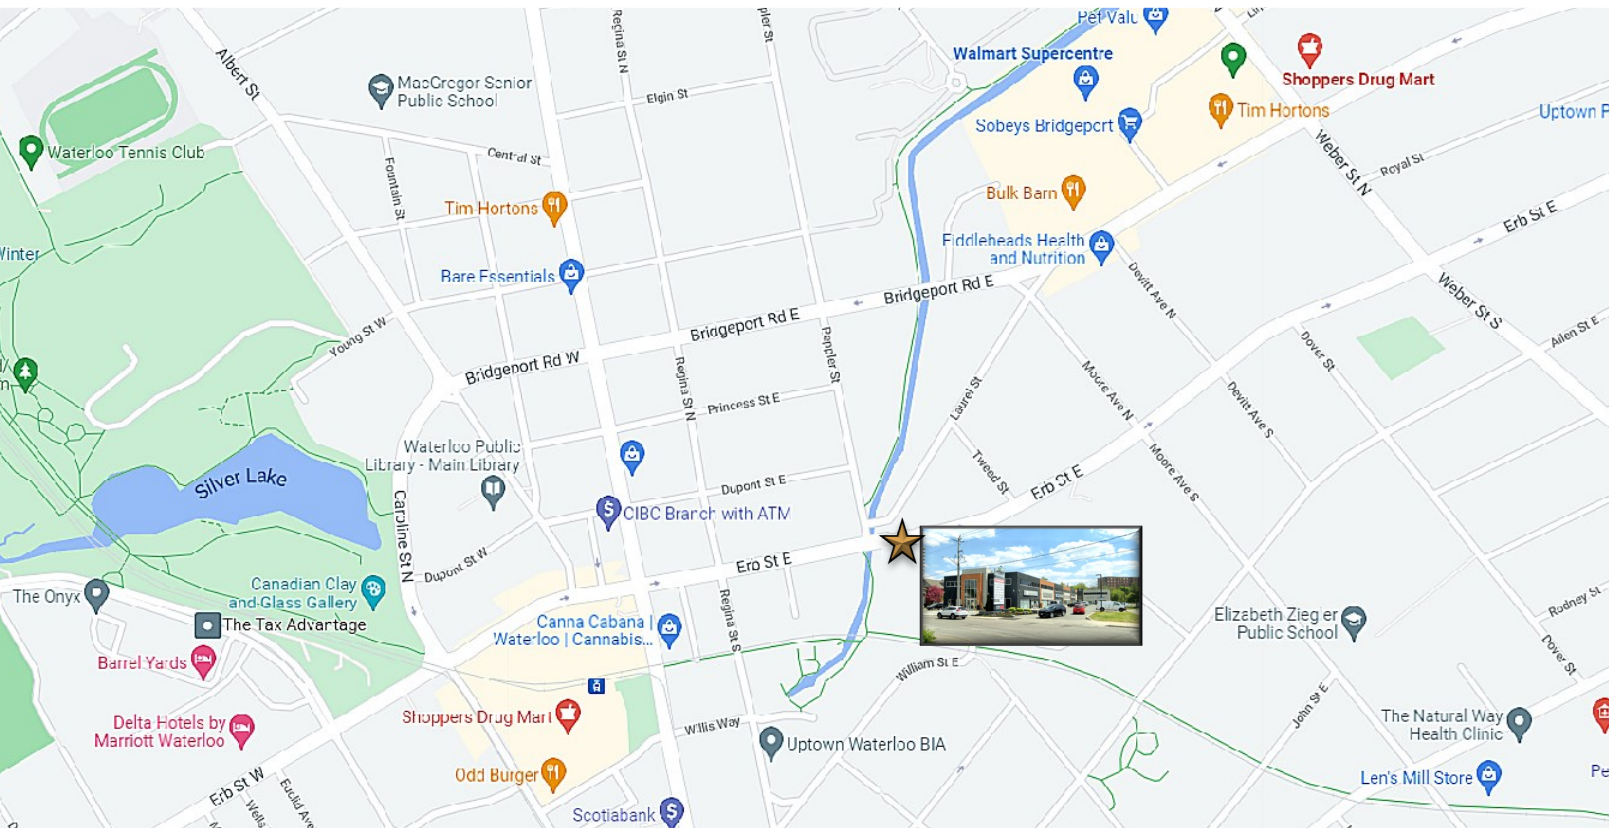 Pet Valu
Walmart Supercentre
Shoppers Drug Mart
Tim Hortons
Sobeys Bridgeport
Uptown P
Albert St
Regina St N
MacGregor Senior
Public School
Elgin St
Waterloo Tennis Club
Central St
Fountain St
Tim Hortons
Bulk Barn
Weber St N
Royal St
Erb St E
Winter
Fiddleheads Health
and Nutrition
Bare Essentials
Devitt Ave N
Weber St S
Bridgeport Rd E
Bridgeport Rd E
Young St W
Bridgeport Rd W
Peppler St
Dover St
Allen St E
Regina St N
Princess St E
Laurel St
Moore Ave N
Devitt Ave S
Waterloo Public
Library - Main Library
Silver Lake
Caroline St N
Dupont St E
Tweed St
Erb St E
Moore Ave S
CIBC Branch with ATM
Dupont St W
Erb St E
The Onyx
Canadian Clay
and Glass Gallery
The Tax Advantage
Canna Cabana |
Waterloo | Cannabis...
Regina St S
Elizabeth Ziegler
Public School
Rodney St
Barrel Yards
William St E
Dover St
John St E
Delta Hotels by
Marriott Waterloo
Shoppers Drug Mart
Willis Way
Uptown Waterloo BIA
The Natural Way
Health Clinic
Odd Burger
Len's Mill Store
Pe
Erb St W
Euclid Ave
Wells
Scotiabank